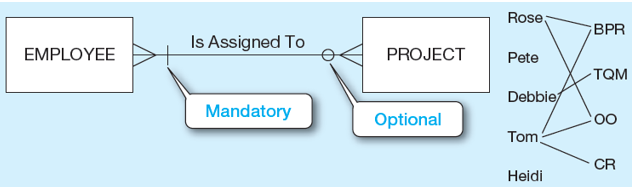 EMPLOYEE
Is Assigned To
PROJECT
Mandatory
Optional
Rose
BPR
Pete
TQM
Debbie
OO
Tom
CR
Heidi